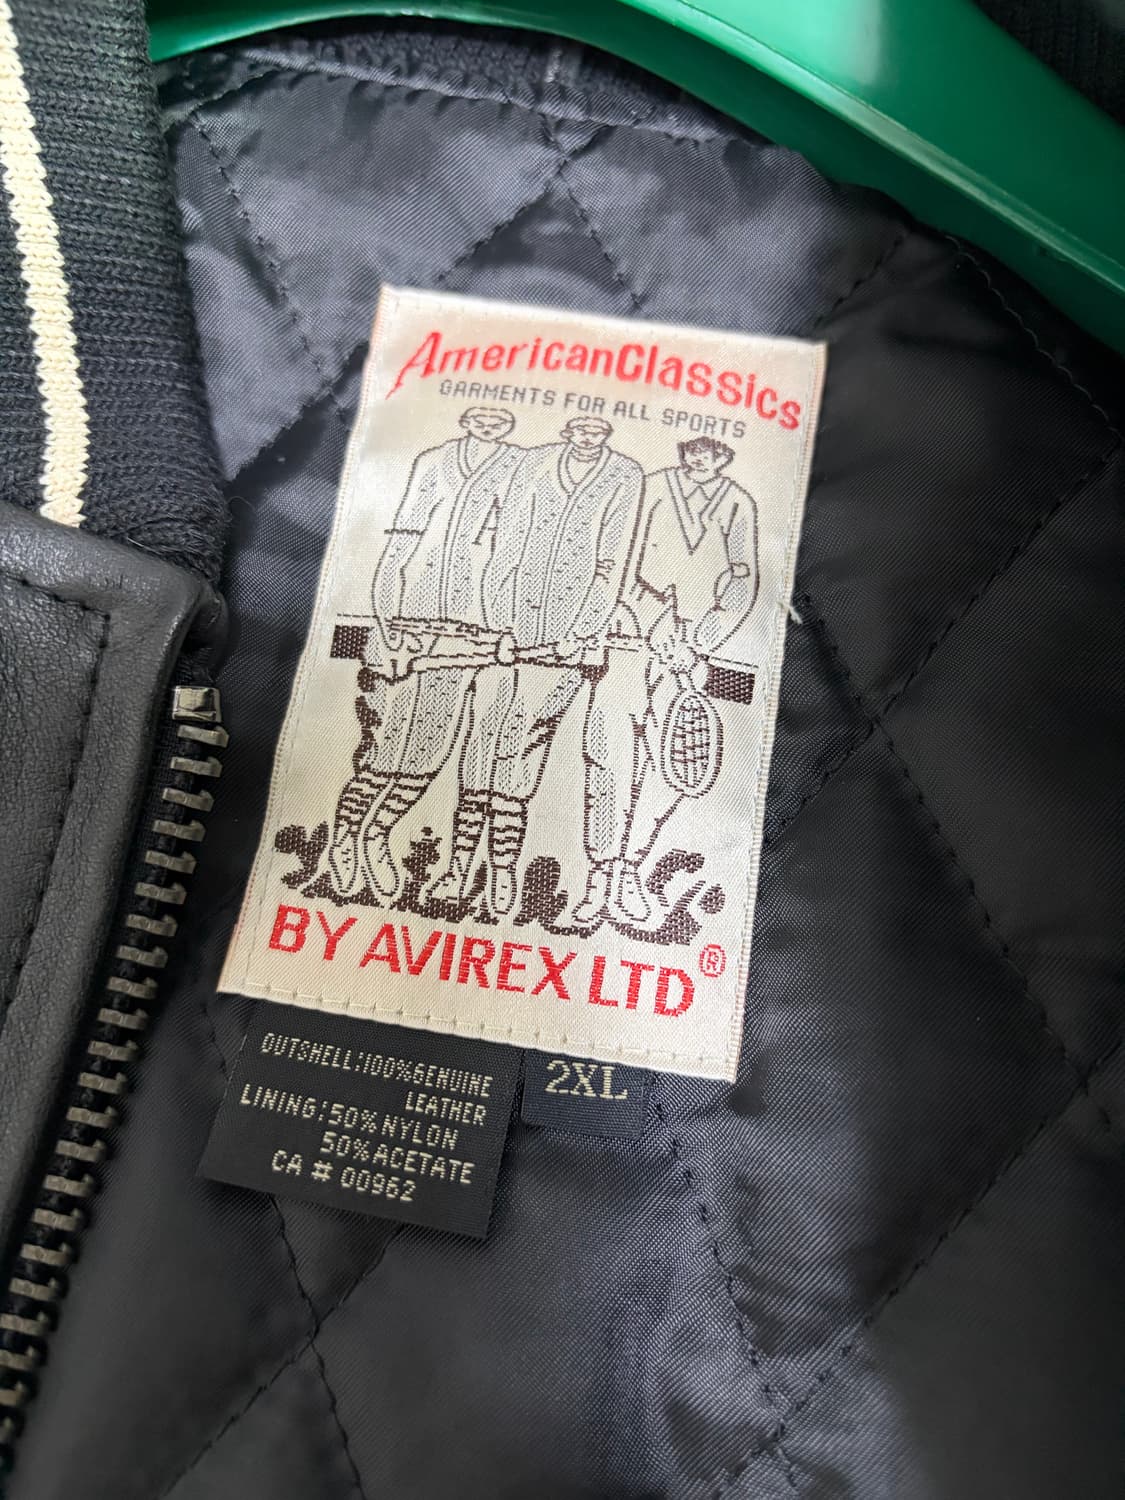 AmericanClassics
GARMENTS FOR ALL SPORTS
BY AVIREX LTD®
OUTSHELL:100%GENUINE
LEATHER
LINING:50%NYLON
50%ACETATE
CA # 00962
2XL